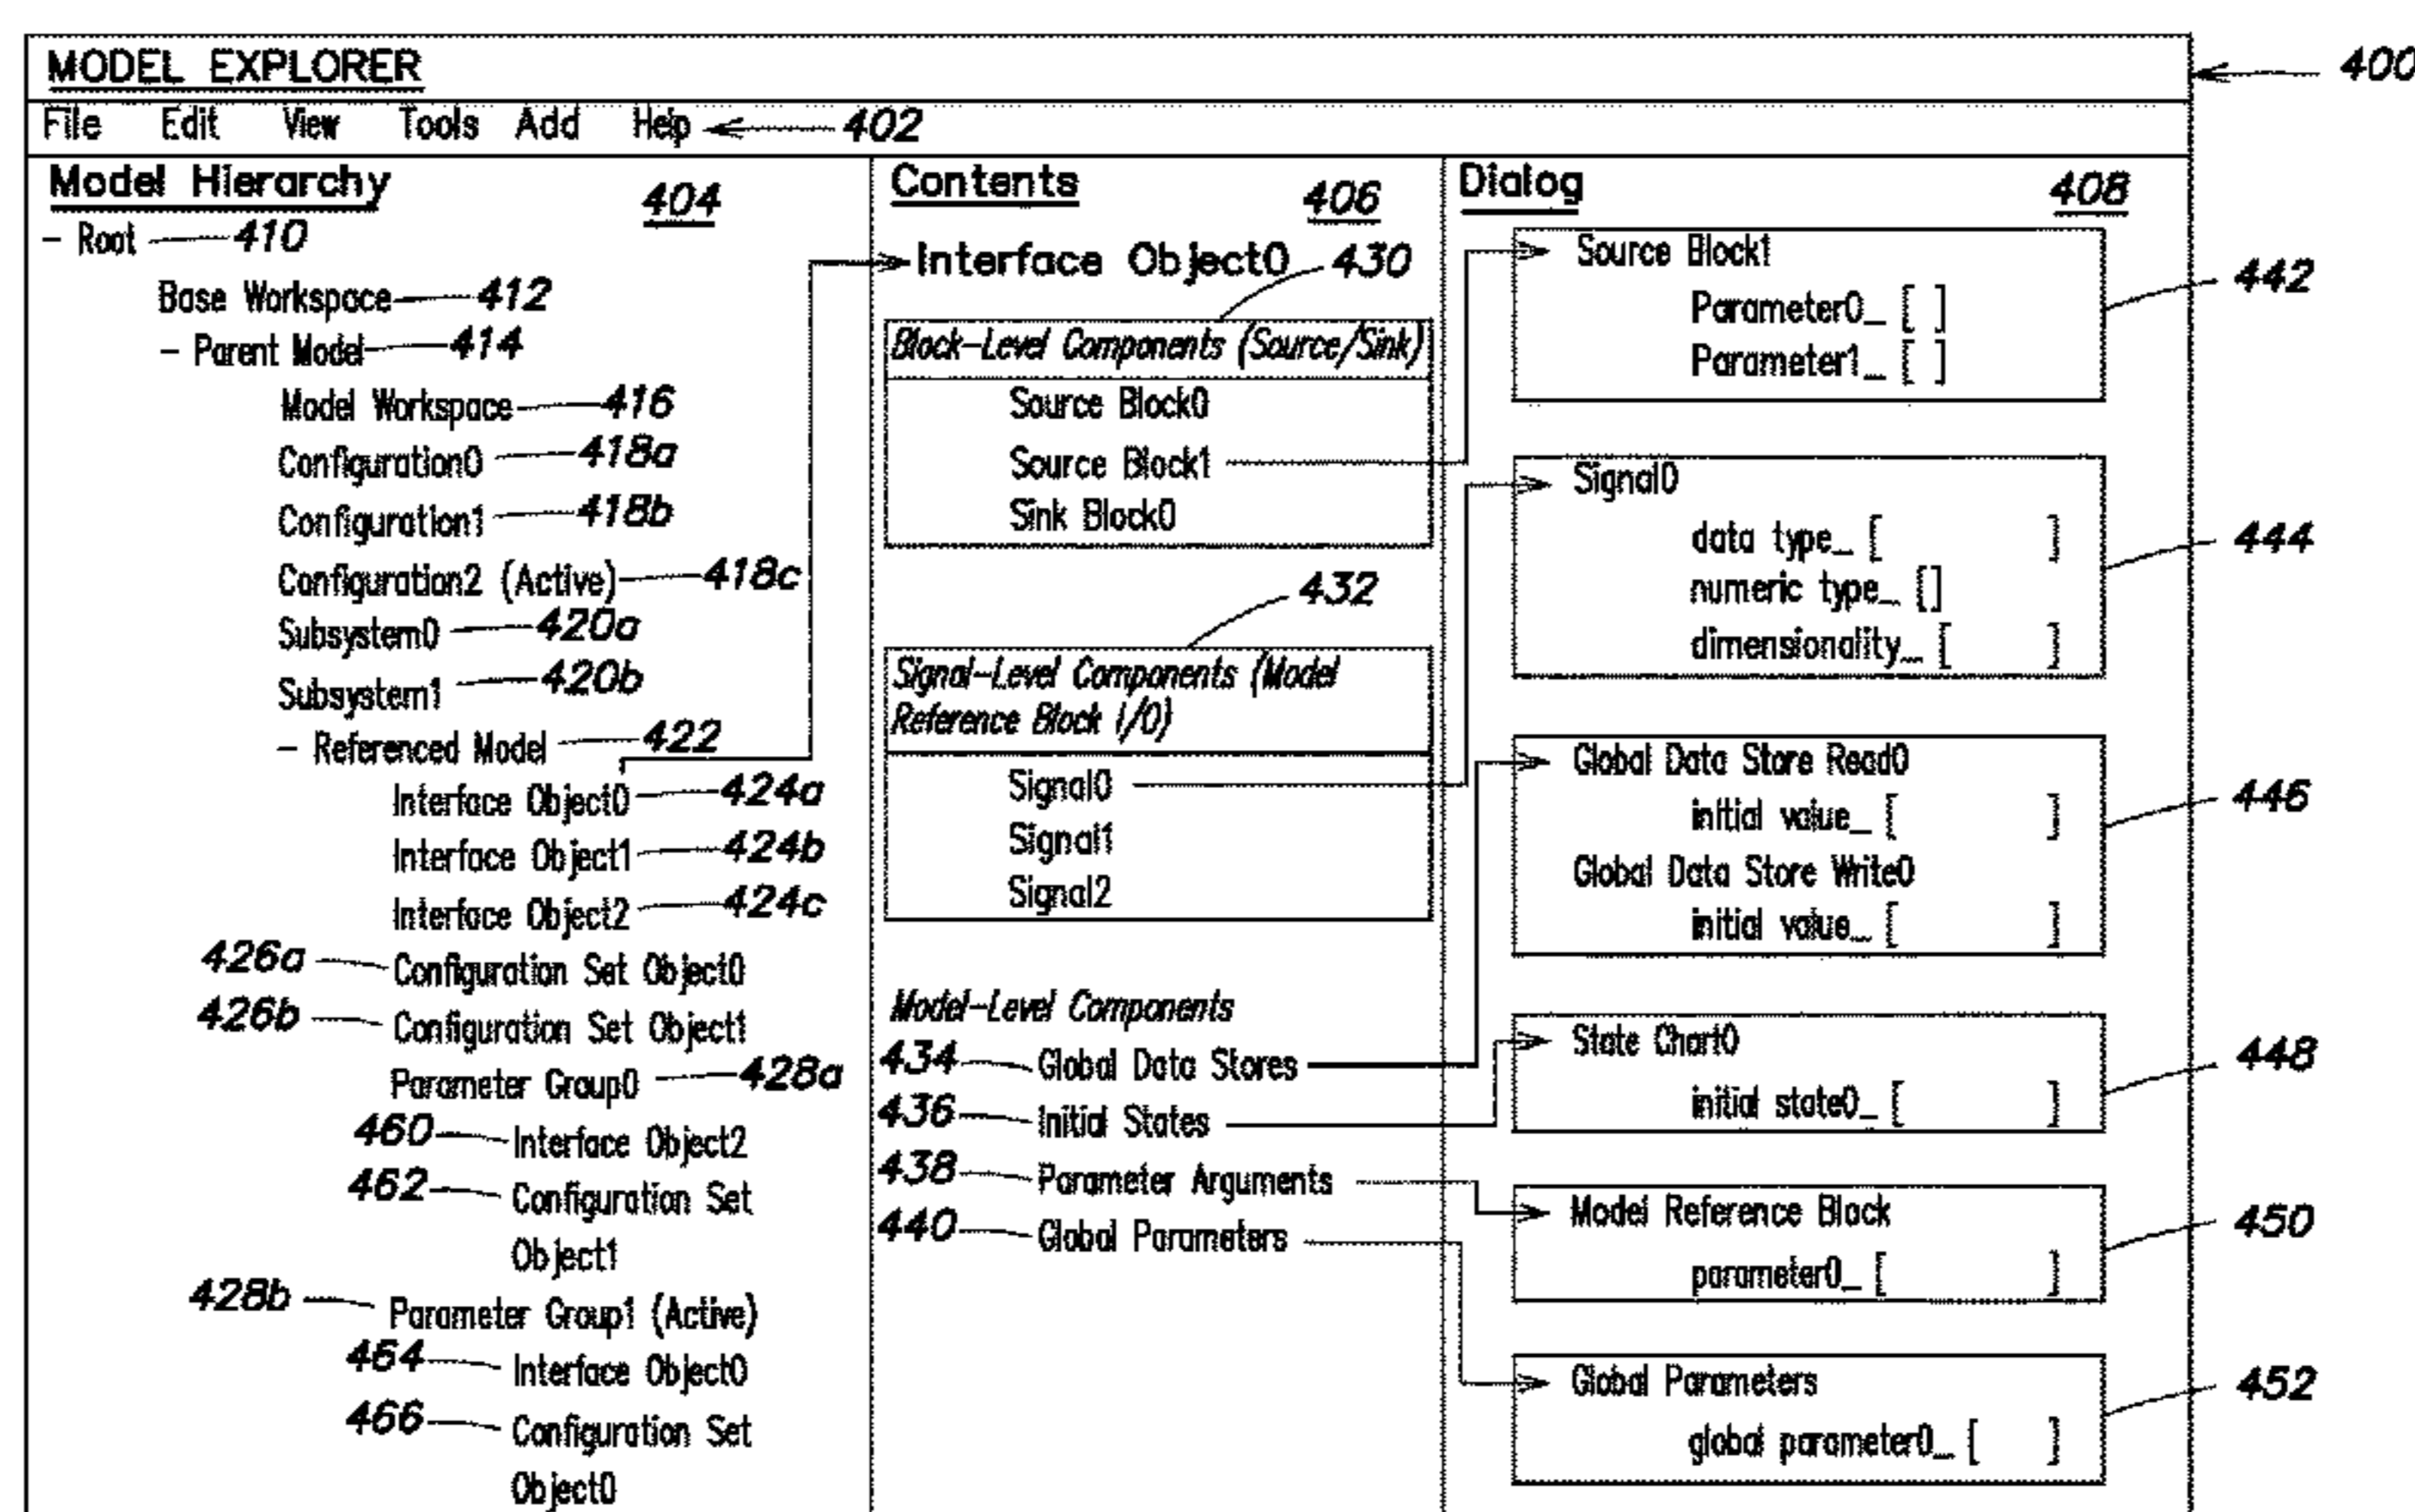 MODEL EXPLORER
400
File Edit View Tools Add Help 402
Model Hierarchy 404
- Root 410
Base Workspace 412
- Parent Model 414
Model Workspace 416
Configuration0 418a
Configuration1 418b
Configuration2 (Active) 418c
Subsystem0 420a
Subsystem1 420b
- Referenced Model 422
Interface Object0 424a
Interface Object1 424b
Interface Object2 424c
426a Configuration Set Object0
426b Configuration Set Object1
Parameter Group0 428a
460 Interface Object2
462 Configuration Set
Object1
428b Parameter Group1 (Active)
464 Interface Object0
466 Configuration Set
Object0
Contents 406
Interface Object0 430
Block-Level Components (Source/Sink)
Source Block0
Source Block1
Sink Block0
432
Signal-Level Components (Model
Reference Block I/O)
Signal0
Signal1
Signal2
Model-Level Components
434 Global Data Stores
436 Initial States
438 Parameter Arguments
440 Global Parameters
Dialog 408
Source Block1
Parameter0_ [ ]
Parameter1_ [ ]
442
Signal0
data type_ [ ]
numeric type_ []
dimensionality_ [ ]
444
Global Data Store Read0
initial value_ [ ]
Global Data Store Write0
initial value_ [ ]
446
State Chart0
initial state0_ [ ]
448
Model Reference Block
parameter0_ [ ]
450
Global Parameters
global parameter0_ [ ]
452